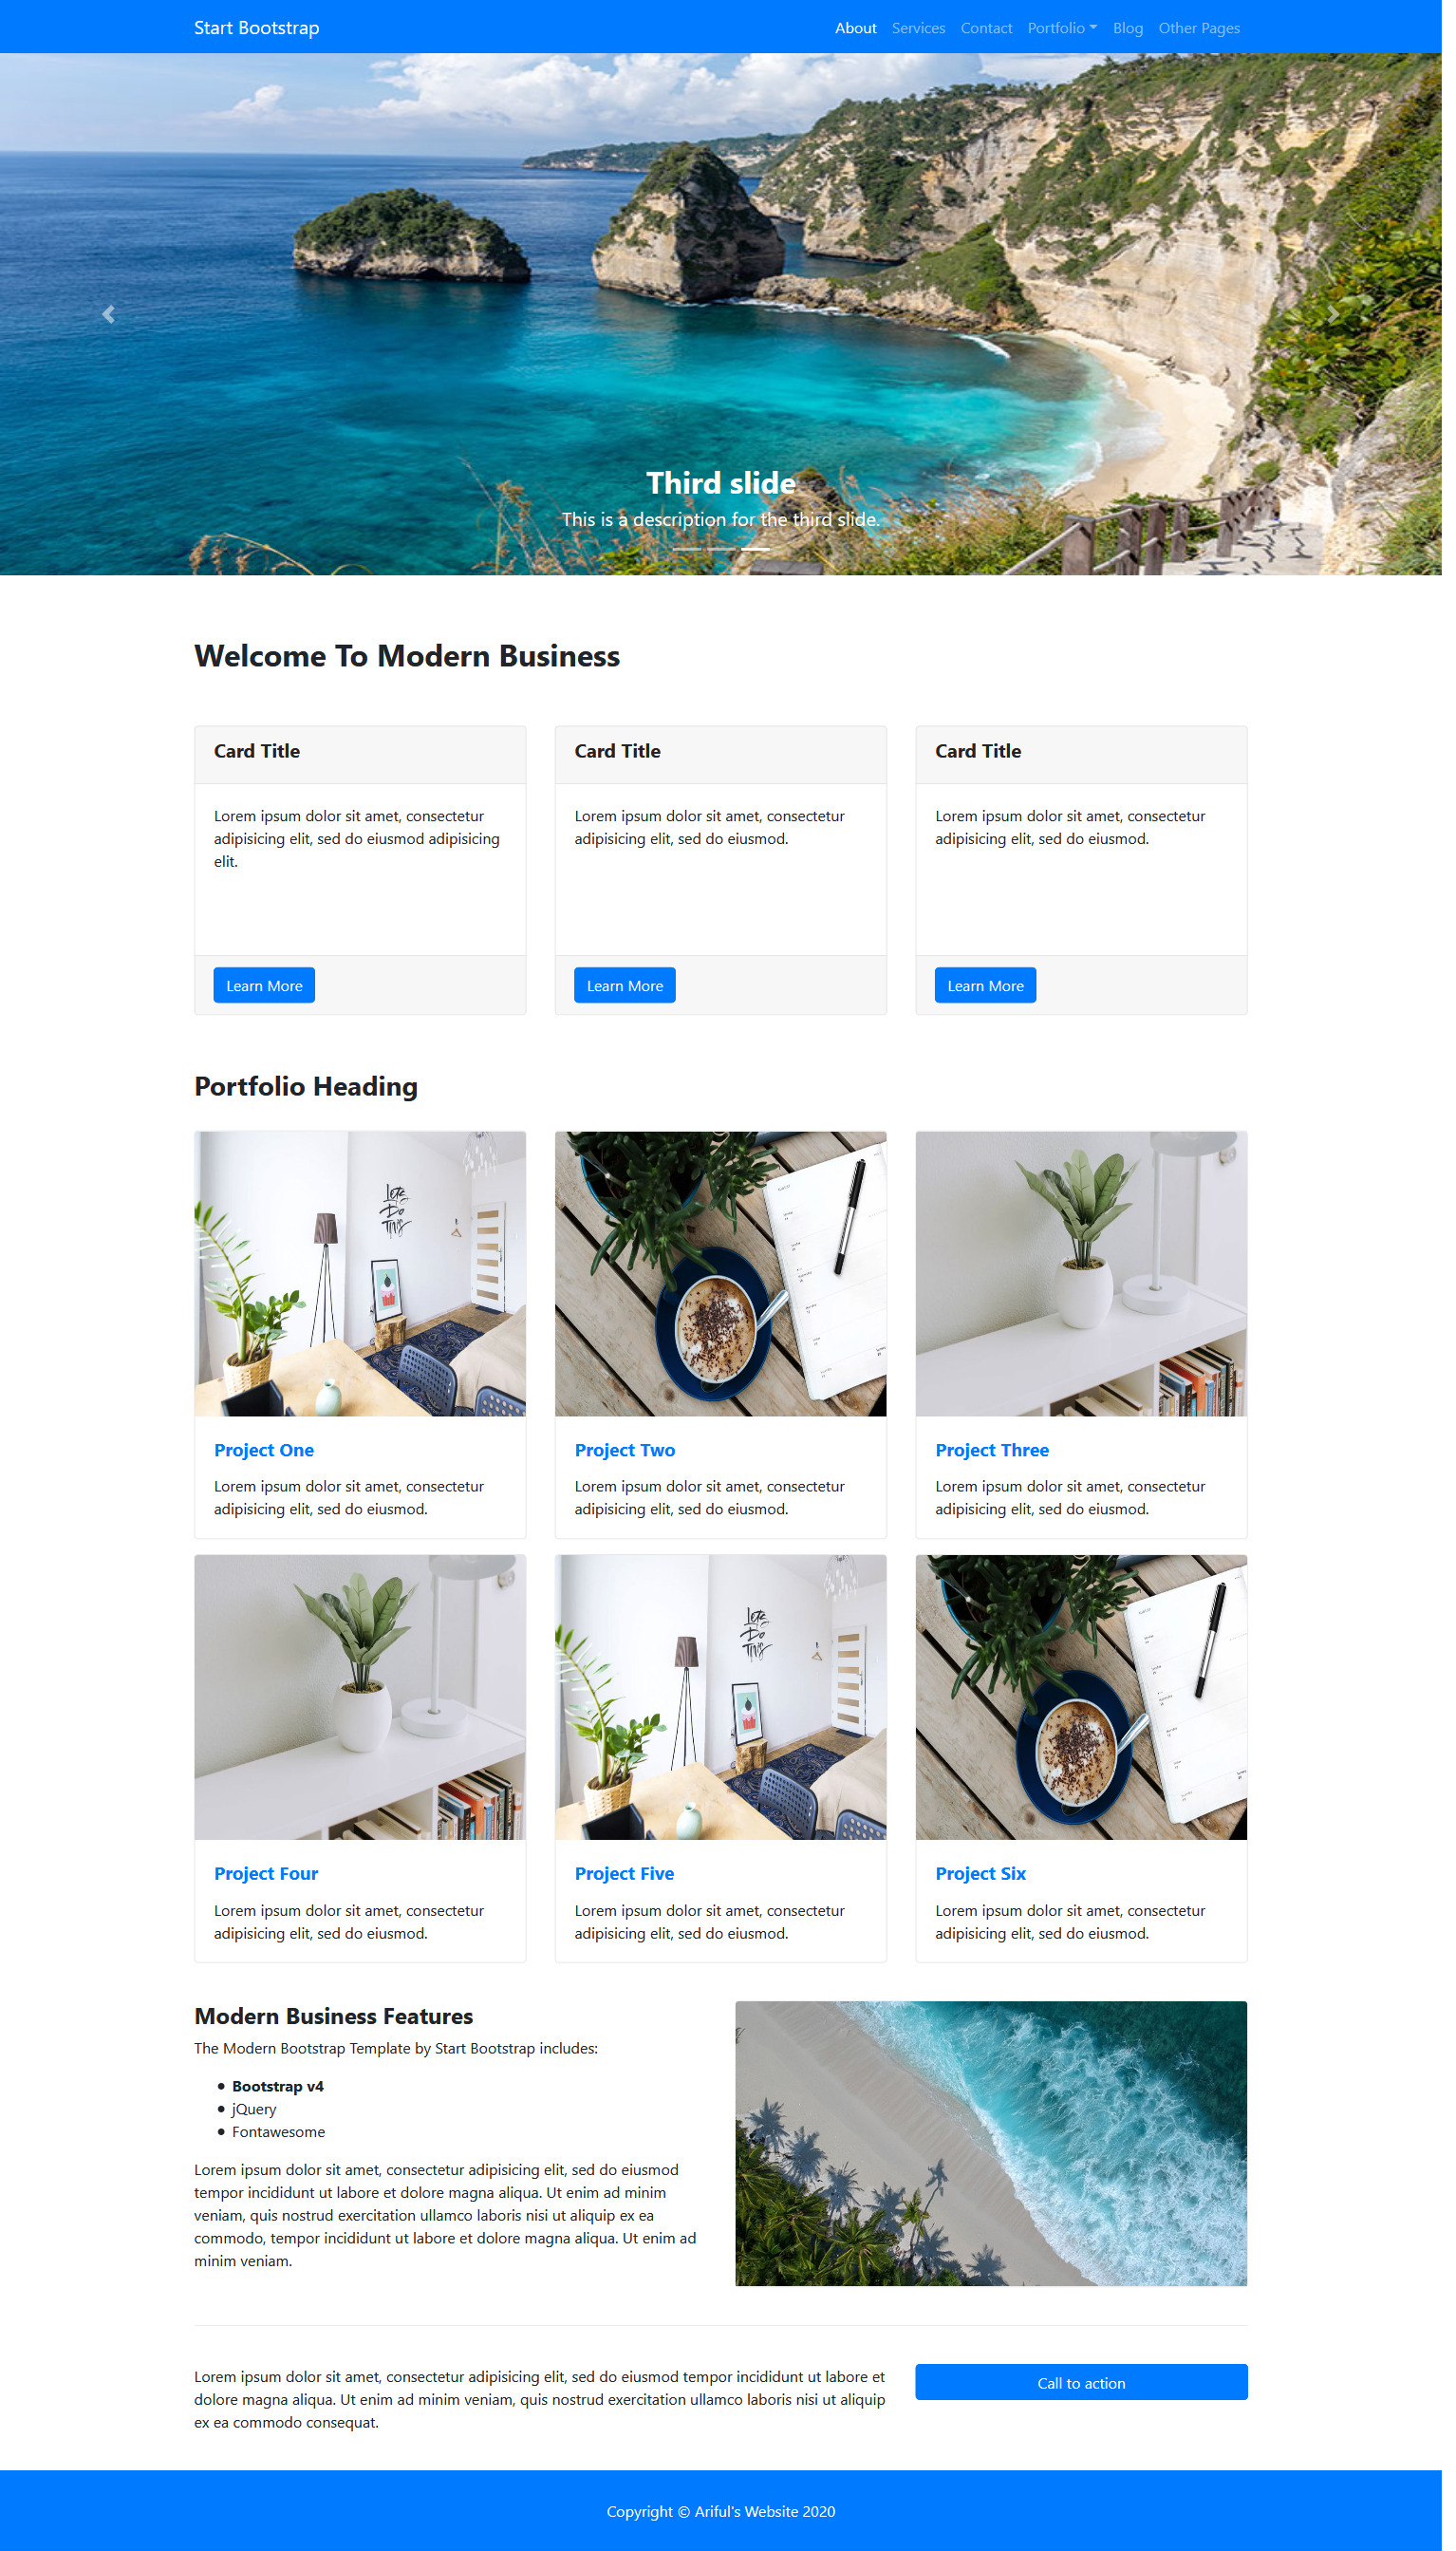 Start Bootstrap
About Services Contact Portfolio Blog Other Pages
Third slide
This is a description for the third slide.
Welcome To Modern Business
Card Title
Lorem ipsum dolor sit amet, consectetur
adipisicing elit, sed do eiusmod adipisicing
elit.
Learn More
Card Title
Lorem ipsum dolor sit amet, consectetur
adipisicing elit, sed do eiusmod.
Learn More
Card Title
Lorem ipsum dolor sit amet, consectetur
adipisicing elit, sed do eiusmod.
Learn More
Portfolio Heading
Lets
Do
This
Project One
Lorem ipsum dolor sit amet, consectetur
adipisicing elit, sed do eiusmod.
Project Two
Lorem ipsum dolor sit amet, consectetur
adipisicing elit, sed do eiusmod.
Project Three
Lorem ipsum dolor sit amet, consectetur
adipisicing elit, sed do eiusmod.
Project Four
Lorem ipsum dolor sit amet, consectetur
adipisicing elit, sed do eiusmod.
Lets
Do
This
Project Five
Lorem ipsum dolor sit amet, consectetur
adipisicing elit, sed do eiusmod.
Project Six
Lorem ipsum dolor sit amet, consectetur
adipisicing elit, sed do eiusmod.
Modern Business Features
The Modern Bootstrap Template by Start Bootstrap includes:
Bootstrap v4
jQuery
Fontawesome
Lorem ipsum dolor sit amet, consectetur adipisicing elit, sed do eiusmod
tempor incididunt ut labore et dolore magna aliqua. Ut enim ad minim
veniam, quis nostrud exercitation ullamco laboris nisi ut aliquip ex ea
commodo, tempor incididunt ut labore et dolore magna aliqua. Ut enim ad
minim veniam.
Lorem ipsum dolor sit amet, consectetur adipisicing elit, sed do eiusmod tempor incididunt ut labore et
dolore magna aliqua. Ut enim ad minim veniam, quis nostrud exercitation ullamco laboris nisi ut aliquip
ex ea commodo consequat.
Call to action
Copyright © Ariful's Website 2020